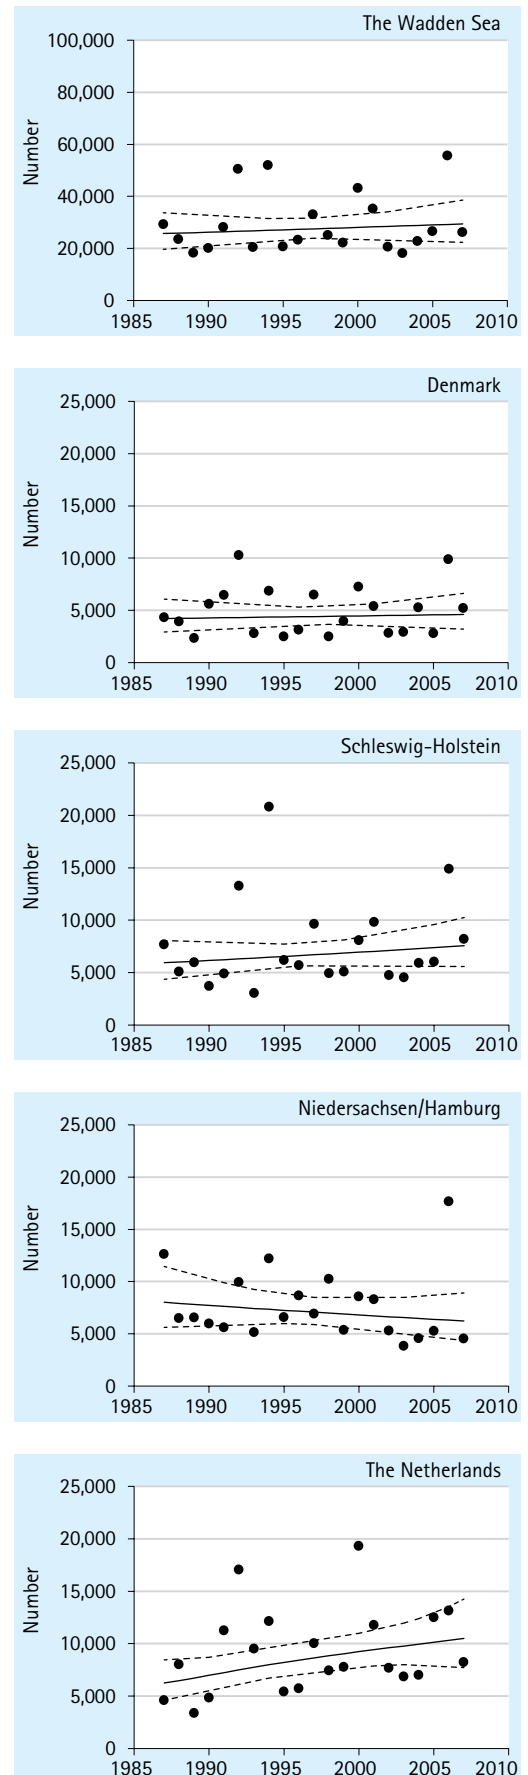 The Wadden Sea
100,000
80,000
60,000
40,000
20,000
0
Number
1985 1990 1995 2000 2005 2010
Denmark
25,000
20,000
15,000
10,000
5,000
0
Number
1985 1990 1995 2000 2005 2010
Schleswig-Holstein
25,000
20,000
15,000
10,000
5,000
0
Number
1985 1990 1995 2000 2005 2010
Niedersachsen/Hamburg
25,000
20,000
15,000
10,000
5,000
0
Number
1985 1990 1995 2000 2005 2010
The Netherlands
25,000
20,000
15,000
10,000
5,000
0
Number
1985 1990 1995 2000 2005 2010